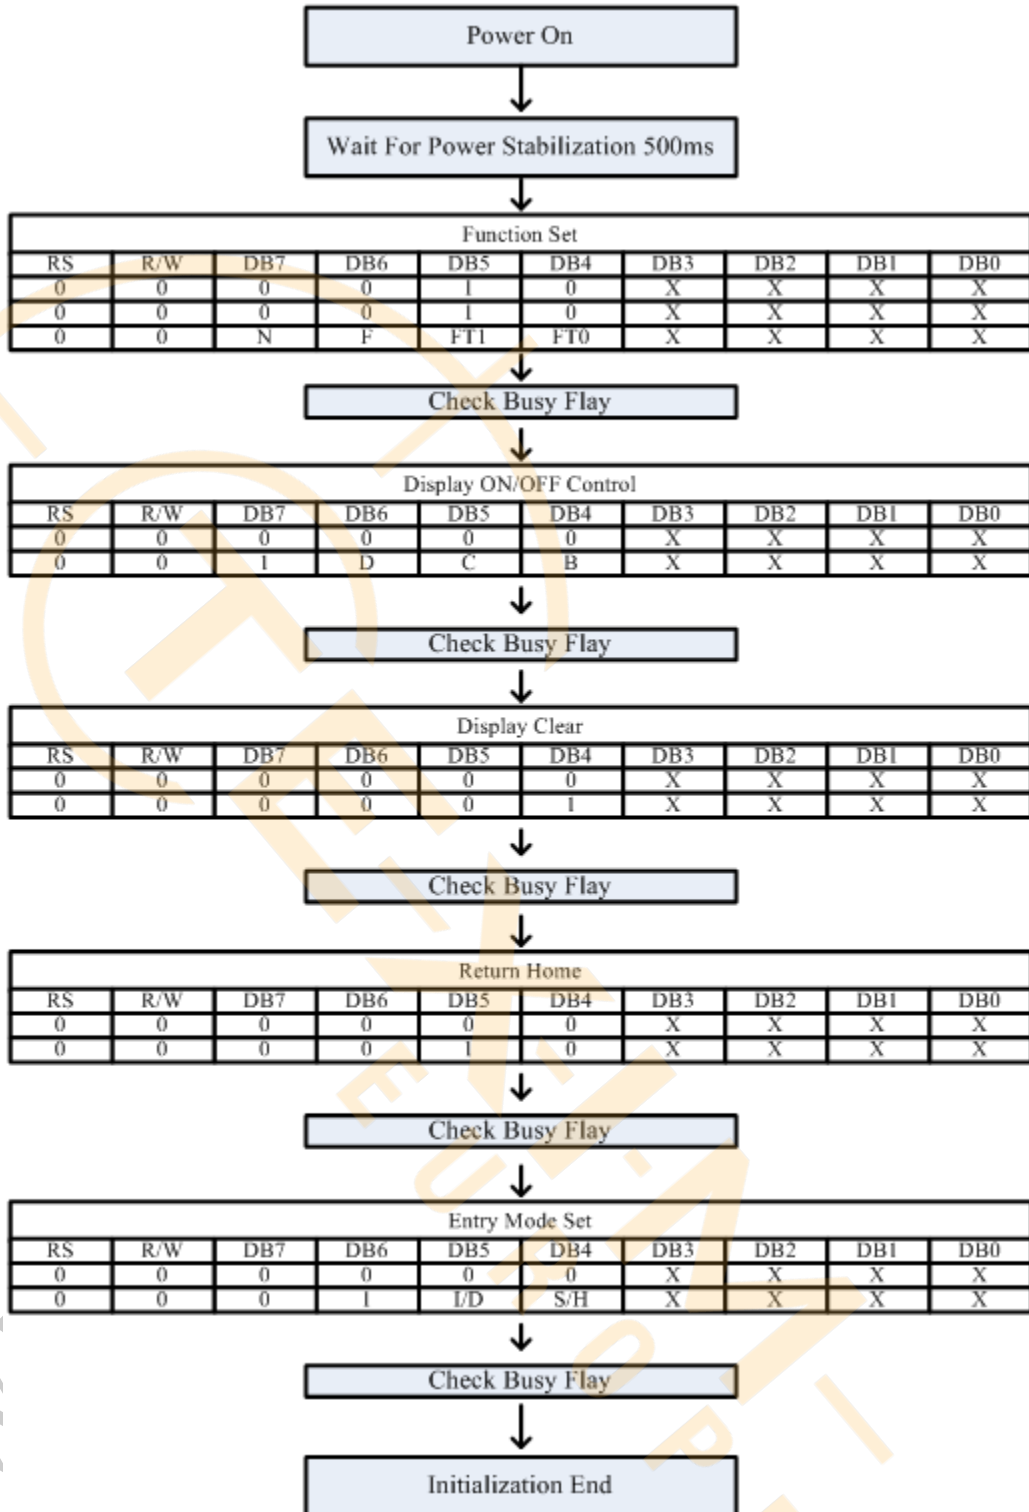 Power On
Wait For Power Stabilization 500ms
Function Set
RS R/W DB7 DB6 DB5 DB4 DB3 DB2 DB1 DB0
0 0 0 0 1 0 X X X X
0 0 0 0 1 0 X X X X
0 0 N F FT1 FT0 X X X X
Check Busy Flay
Display ON/OFF Control
RS R/W DB7 DB6 DB5 DB4 DB3 DB2 DB1 DB0
0 0 0 0 0 0 X X X X
0 0 1 D C B X X X X
Check Busy Flay
Display Clear
RS R/W DB7 DB6 DB5 DB4 DB3 DB2 DB1 DB0
0 0 0 0 0 0 X X X X
0 0 0 0 0 1 X X X X
Check Busy Flay
Return Home
RS R/W DB7 DB6 DB5 DB4 DB3 DB2 DB1 DB0
0 0 0 0 0 0 X X X X
0 0 0 0 1 0 X X X X
Check Busy Flay
Entry Mode Set
RS R/W DB7 DB6 DB5 DB4 DB3 DB2 DB1 DB0
0 0 0 0 0 0 X X X X
0 0 0 1 I/D S/H X X X X
Check Busy Flay
Initialization End
TEXIM
EUROP